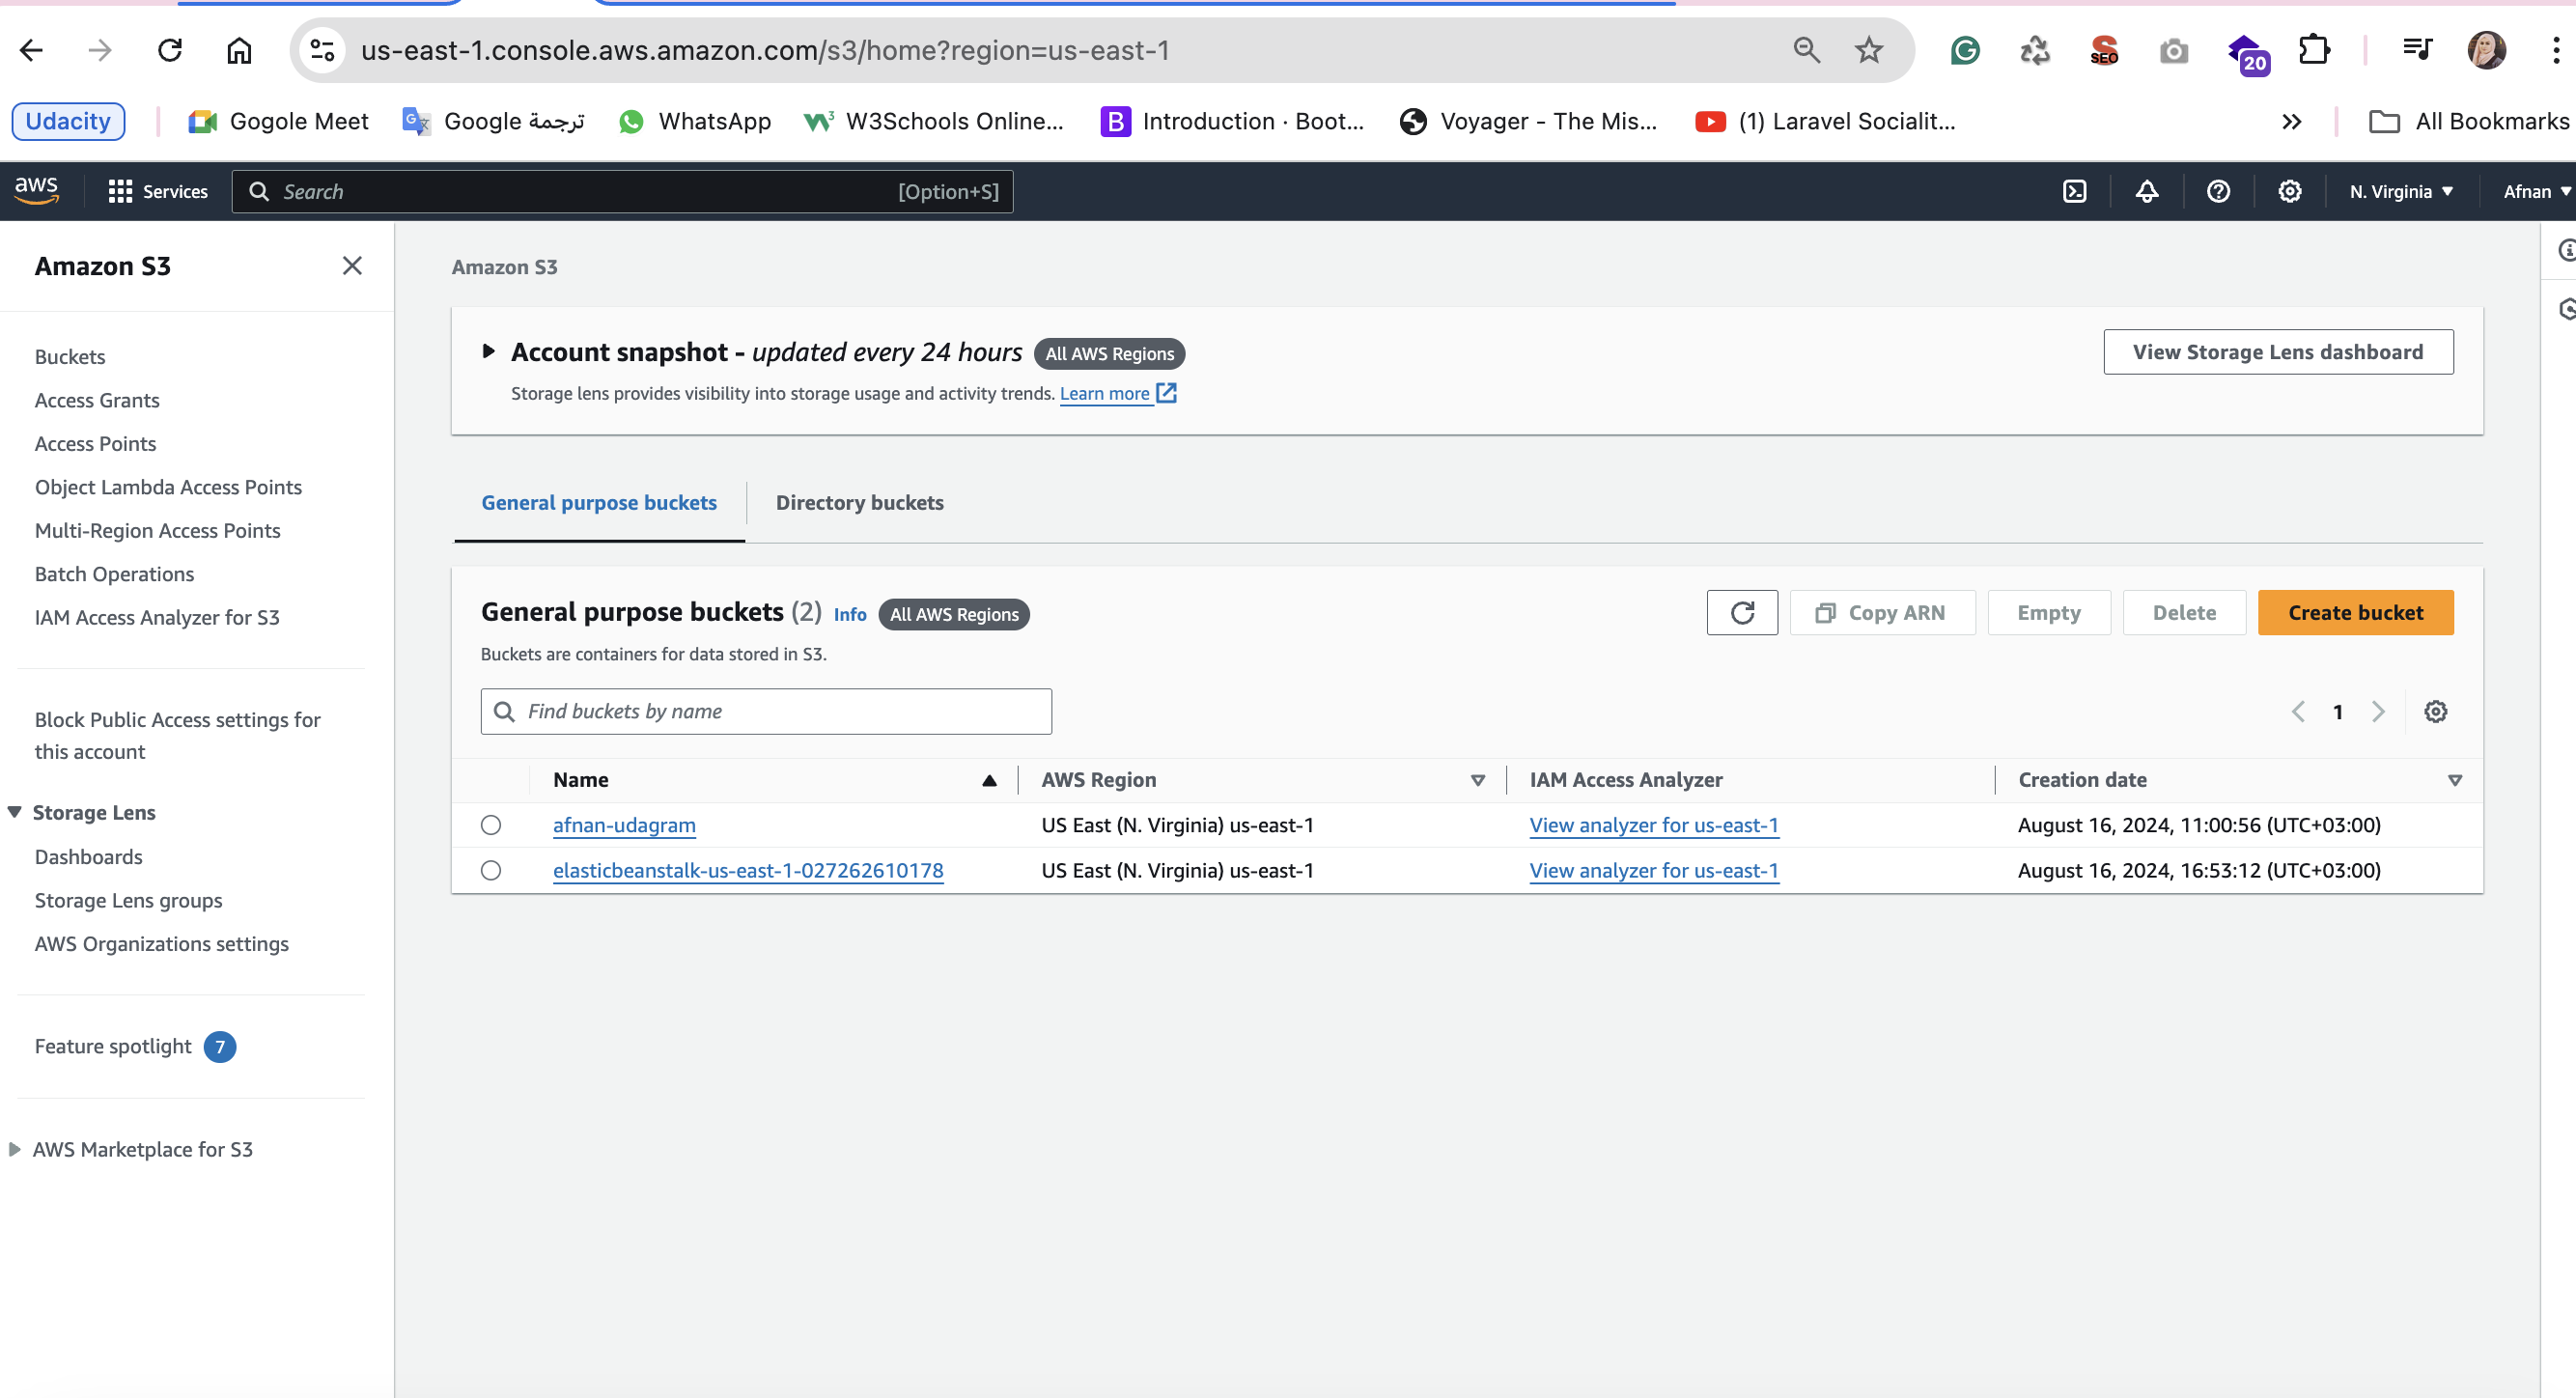 us-east-1.console.aws.amazon.com/s3/home?region=us-east-1
SEO
20
Udacity
Gogole Meet
Google ترجمة
WhatsApp
W3Schools Online...
Introduction · Boot...
Voyager - The Mis...
(1) Laravel Socialit...
All Bookmarks
aws
Services
Search
[Option+S]
N. Virginia
Afnan
Amazon S3
Buckets
Access Grants
Access Points
Object Lambda Access Points
Multi-Region Access Points
Batch Operations
IAM Access Analyzer for S3
Block Public Access settings for
this account
Storage Lens
Dashboards
Storage Lens groups
AWS Organizations settings
Feature spotlight 7
AWS Marketplace for S3
Amazon S3
Account snapshot - updated every 24 hours All AWS Regions
View Storage Lens dashboard
Storage lens provides visibility into storage usage and activity trends. Learn more
General purpose buckets
Directory buckets
General purpose buckets (2) Info All AWS Regions
Copy ARN
Empty
Delete
Create bucket
Buckets are containers for data stored in S3.
Find buckets by name
1
Name AWS Region IAM Access Analyzer Creation date
afnan-udagram US East (N. Virginia) us-east-1 View analyzer for us-east-1 August 16, 2024, 11:00:56 (UTC+03:00)
elasticbeanstalk-us-east-1-027262610178 US East (N. Virginia) us-east-1 View analyzer for us-east-1 August 16, 2024, 16:53:12 (UTC+03:00)